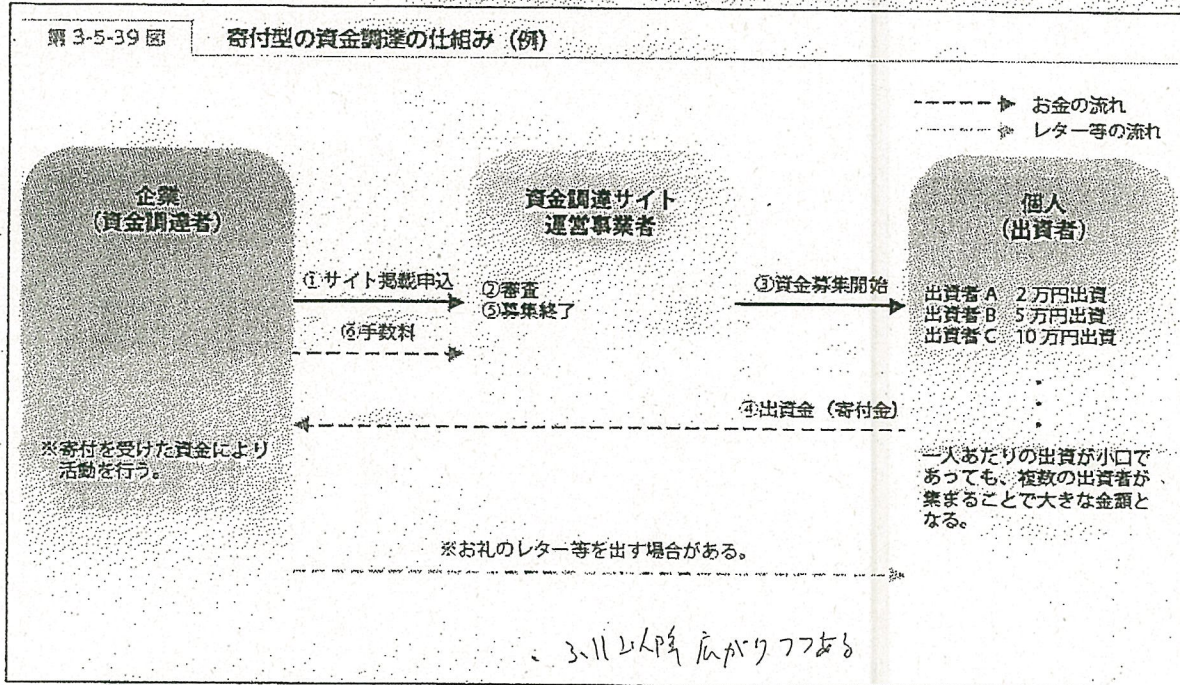 第 3-5-39 図
寄付型の資金調達の仕組み（例）
お金の流れ
レター等の流れ
企業
（資金調達者）
資金調達サイト
運営事業者
個人
（出資者）
①サイト掲載申込
②審査
⑤募集終了
③資金募集開始
出資者 A　2 万円出資
出資者 B　5 万円出資
出資者 C　10 万円出資
⑥手数料
④出資金（寄付金）
※寄付を受けた資金により
活動を行う。
一人あたりの出資が小口で
あっても、複数の出資者が
集まることで大きな金額と
なる。
※お礼のレター等を出す場合がある。
3.11以降 広がりつつある